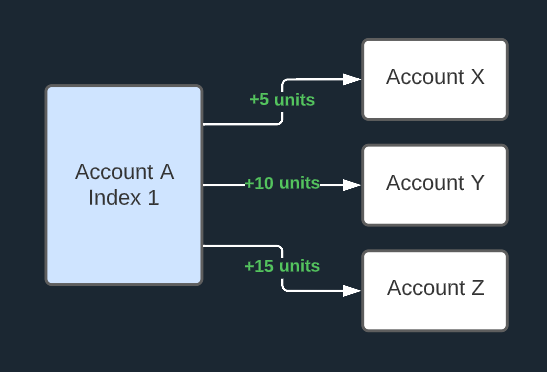 Account A
Index 1
+5 units
+10 units
+15 units
Account X
Account Y
Account Z